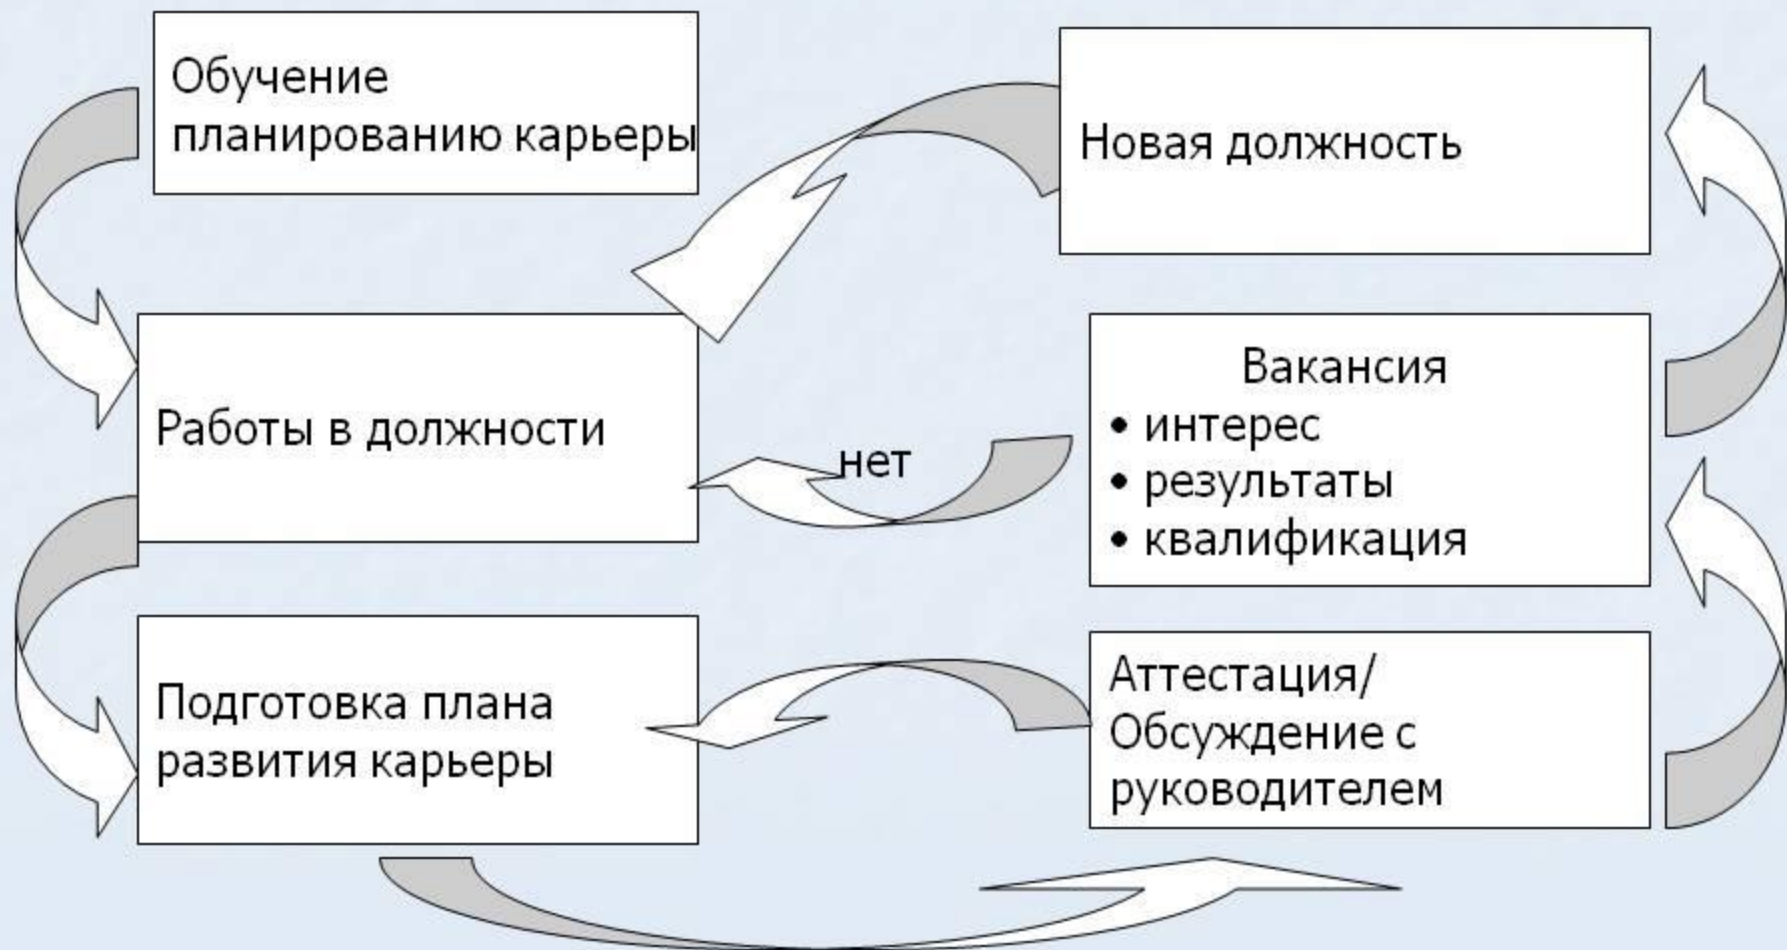 Обучение
планированию карьеры
Новая должность
Работы в должности
нет
Вакансия
• интерес
• результаты
• квалификация
Подготовка плана
развития карьеры
Аттестация/
Обсуждение с
руководителем